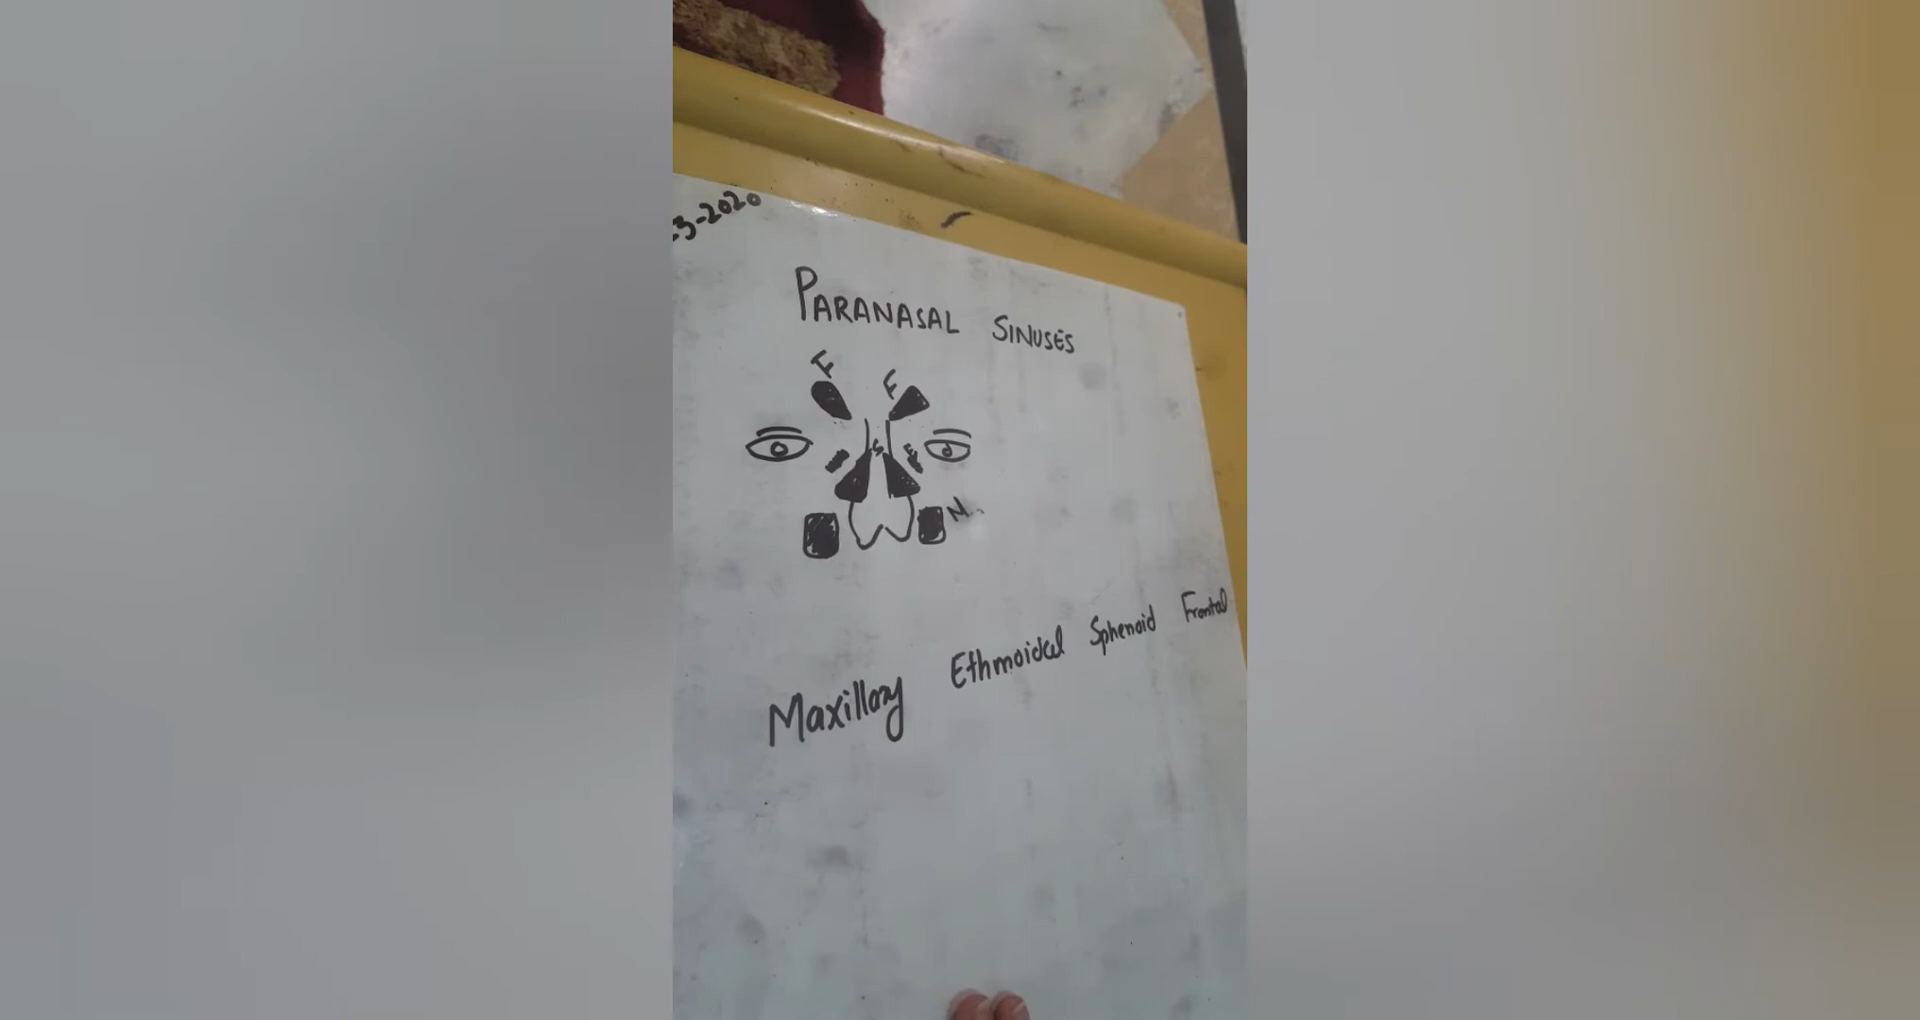 -3-2020
PARANASAL SINUSES
F F
S E
M.
Maxillary Ethmoidal Sphenoid Frontal